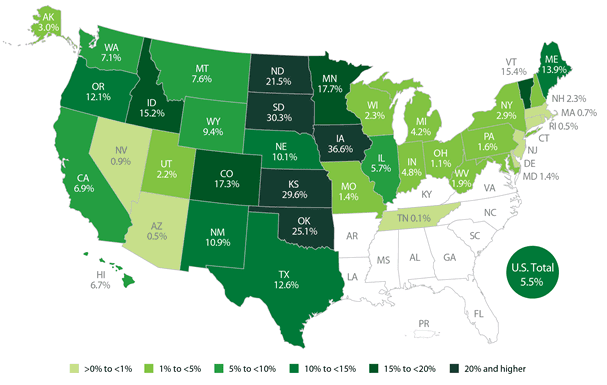 AK
3.0%
WA
7.1%
MT
7.6%
ND
21.5%
MN
17.7%
VT
15.4%
ME
13.9%
OR
12.1%
ID
15.2%
WY
9.4%
SD
30.3%
WI
2.3%
MI
4.2%
NY
2.9%
NH 2.3%
MA 0.7%
RI 0.5%
CT
NJ
DE
MD 1.4%
NV
0.9%
UT
2.2%
CO
17.3%
NE
10.1%
IA
36.6%
IL
5.7%
IN
4.8%
OH
1.1%
PA
1.6%
WV
1.9%
CA
6.9%
AZ
0.5%
NM
10.9%
KS
29.6%
MO
1.4%
KY
VA
OK
25.1%
TN 0.1%
NC
AR
SC
HI
6.7%
TX
12.6%
LA
MS
AL
GA
FL
PR
U.S. Total
5.5%
>0% to <1%
1% to <5%
5% to <10%
10% to <15%
15% to <20%
20% and higher